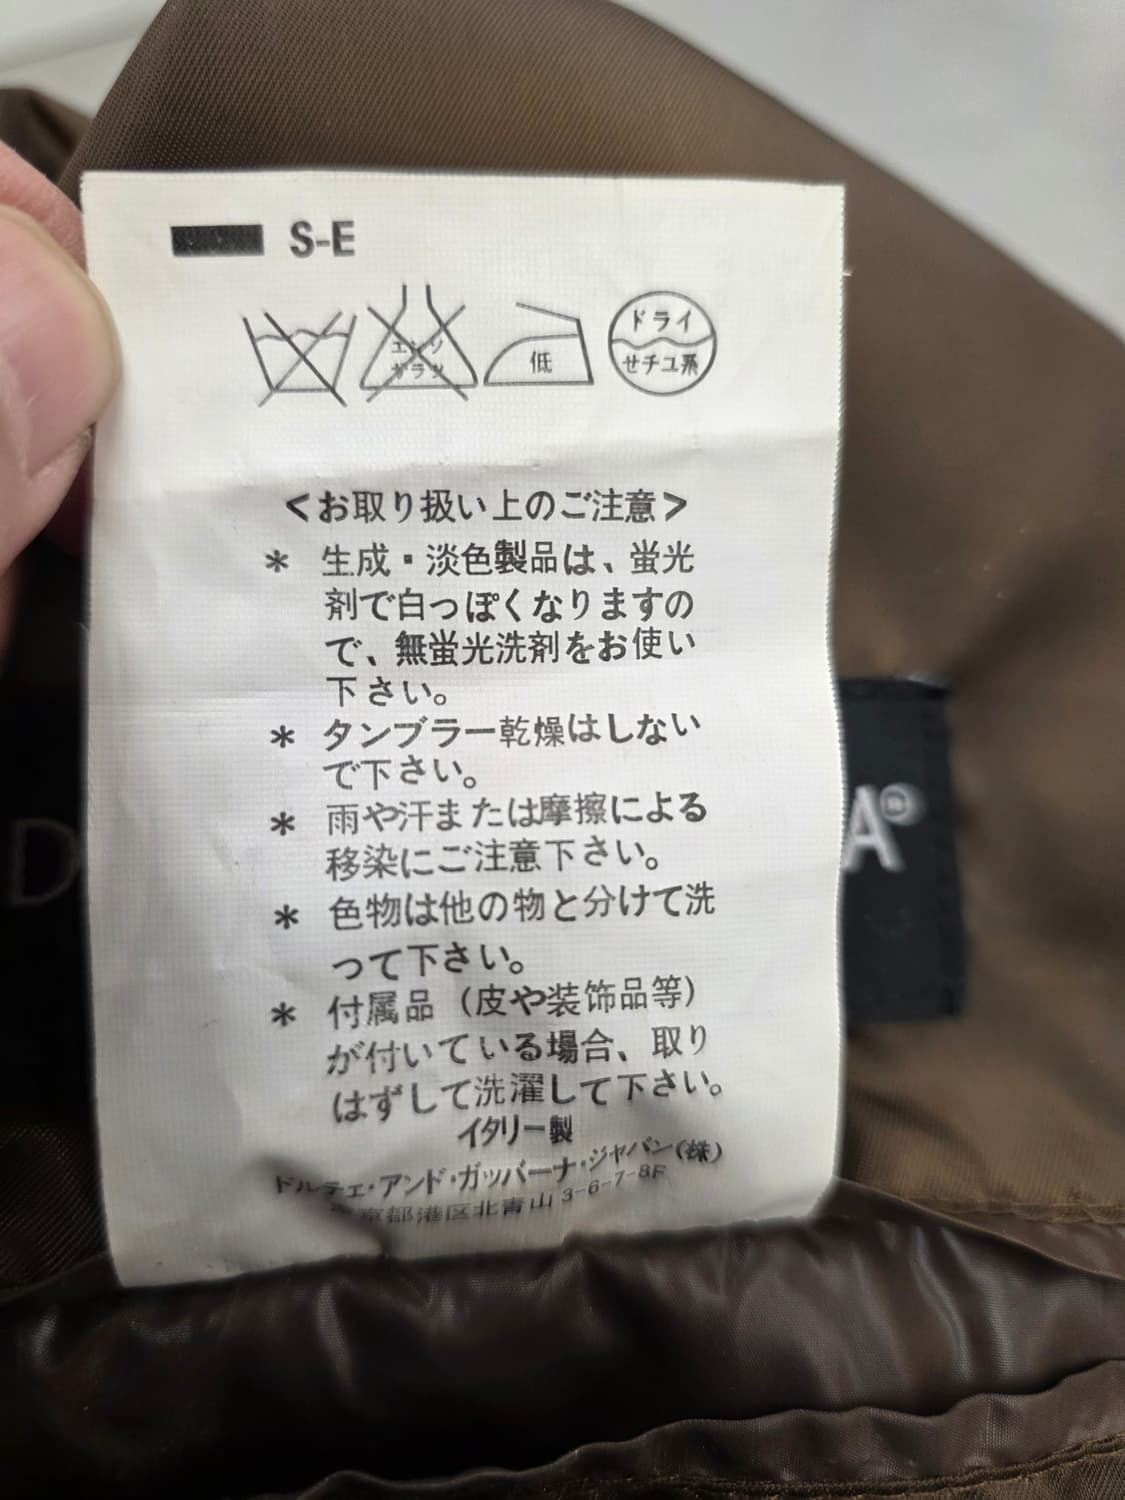 S-E
エンソ
サラシ
低
ドライ
セキユ系
<お取り扱い上のご注意>
* 生成・淡色製品は、蛍光
剤で白っぽくなりますの
で、無蛍光洗剤をお使い
下さい。
* タンブラー乾燥はしない
で下さい。
* 雨や汗または摩擦による
移染にご注意下さい。
* 色物は他の物と分けて洗
って下さい。
* 付属品（皮や装飾品等）
が付いている場合、取り
はずして洗濯して下さい。
イタリー製
ドルチェ・アンド・ガッバーナ・ジャパン(株)
東京都港区北青山 3-6-7-8F
D
A®